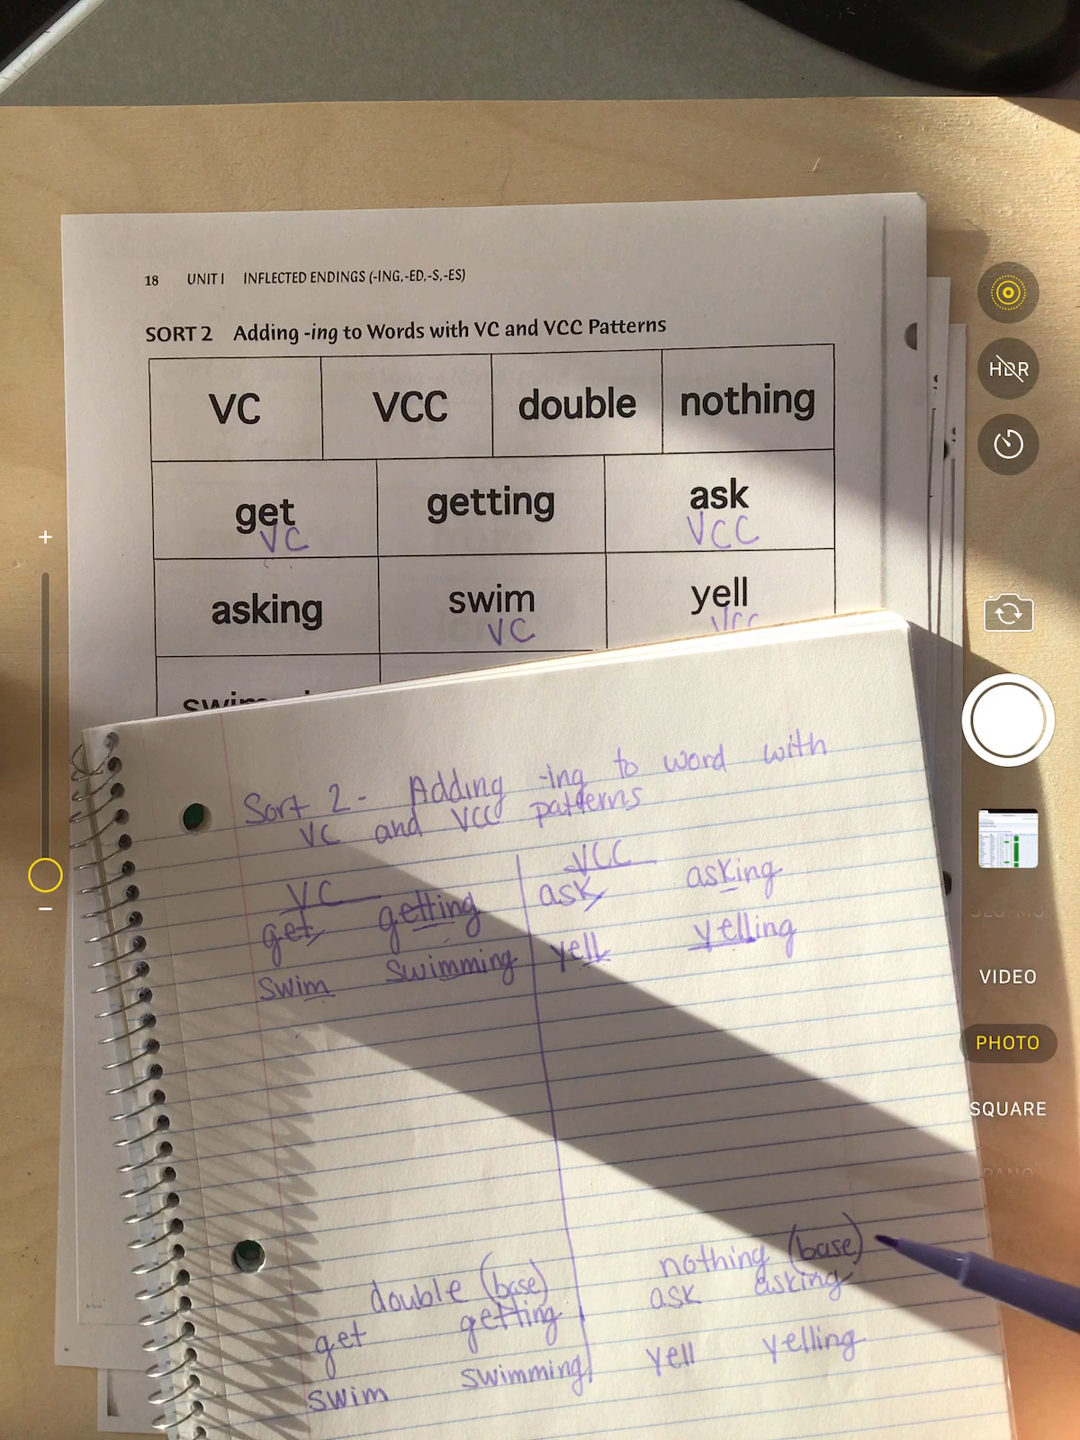 18 UNIT I INFLECTED ENDINGS (-ING,-ED,-S,-ES)
SORT 2 Adding -ing to Words with VC and VCC Patterns
VC VCC double nothing
get getting ask
VC VCC
asking swim yell
VC VCC
Sort 2 - Adding -ing to word with
VC and VCC patterns
VC VCC
get getting ask asking
swim swimming yell yelling
double (base) nothing (base)
get getting ask asking
swim swimming yell yelling
HDR
VIDEO
PHOTO
SQUARE